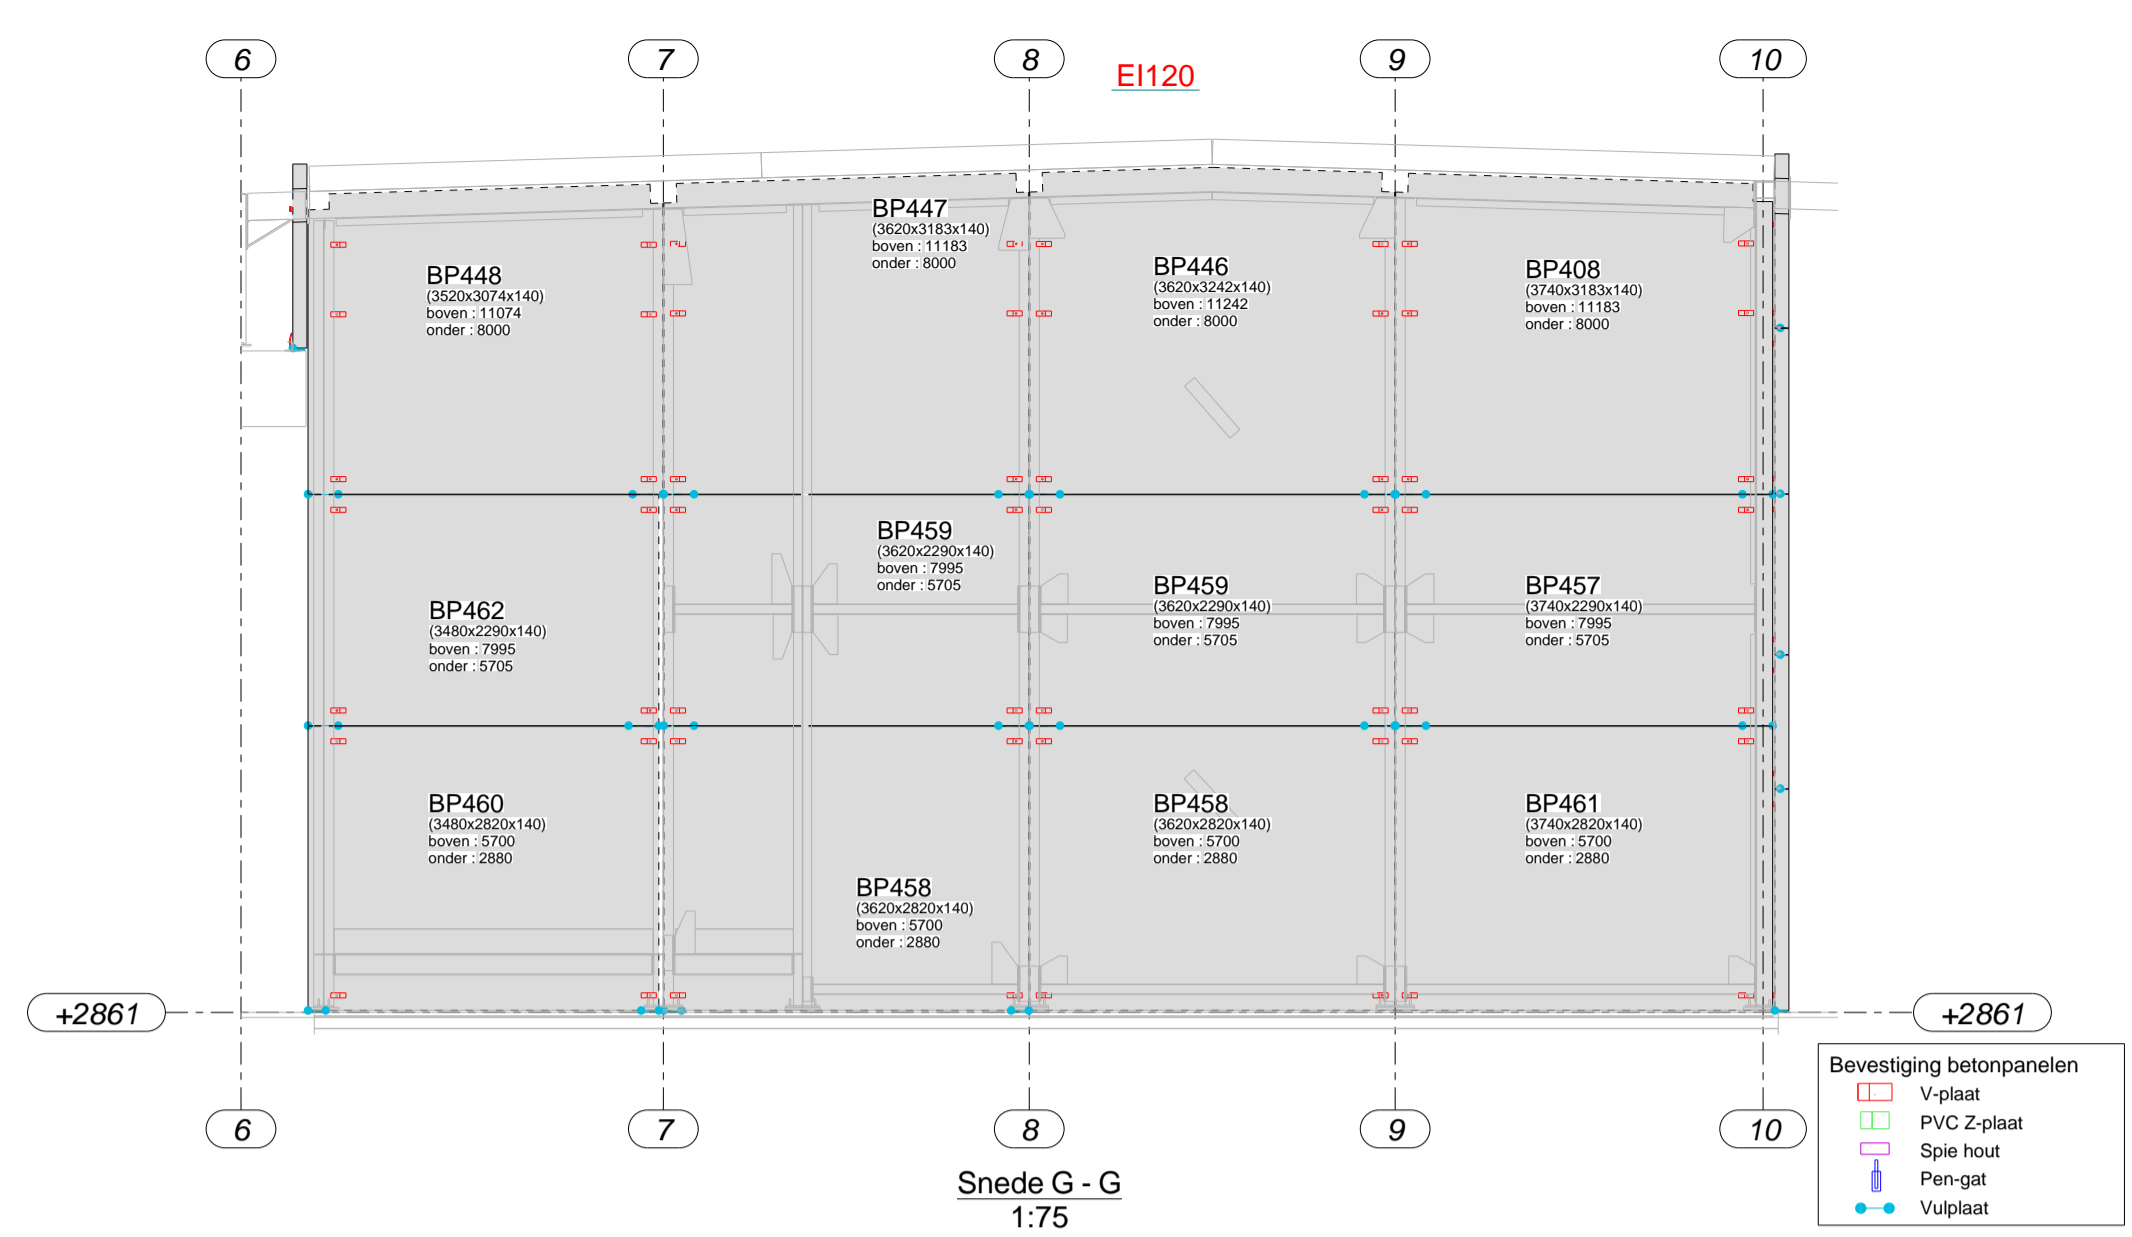 6
7
8
9
10
EI120
BP448
(3520x3074x140)
boven : 11074
onder : 8000
BP447
(3620x3183x140)
boven : 11183
onder : 8000
BP446
(3620x3242x140)
boven : 11242
onder : 8000
BP408
(3740x3183x140)
boven : 11183
onder : 8000
BP462
(3480x2290x140)
boven : 7995
onder : 5705
BP459
(3620x2290x140)
boven : 7995
onder : 5705
BP459
(3620x2290x140)
boven : 7995
onder : 5705
BP457
(3740x2290x140)
boven : 7995
onder : 5705
BP460
(3480x2820x140)
boven : 5700
onder : 2880
BP458
(3620x2820x140)
boven : 5700
onder : 2880
BP458
(3620x2820x140)
boven : 5700
onder : 2880
BP461
(3740x2820x140)
boven : 5700
onder : 2880
+2861
+2861
6
7
8
9
10
Snede G - G
1:75
Bevestiging betonpanelen
V-plaat
PVC Z-plaat
Spie hout
Pen-gat
Vulplaat